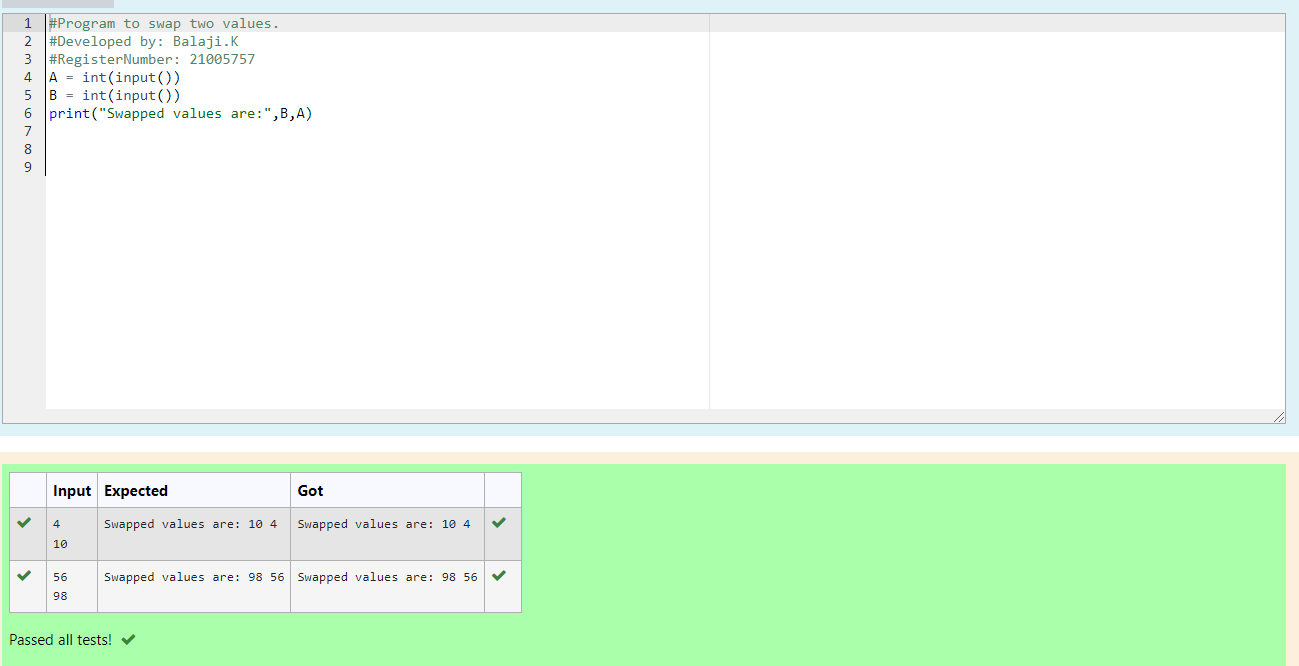 1 #Program to swap two values.
2 #Developed by: Balaji.K
3 #RegisterNumber: 21005757
4 A = int(input())
5 B = int(input())
6 print("Swapped values are:",B,A)
7
8
9
Input Expected Got
4 Swapped values are: 10 4 Swapped values are: 10 4
10
56 Swapped values are: 98 56 Swapped values are: 98 56
98
Passed all tests!